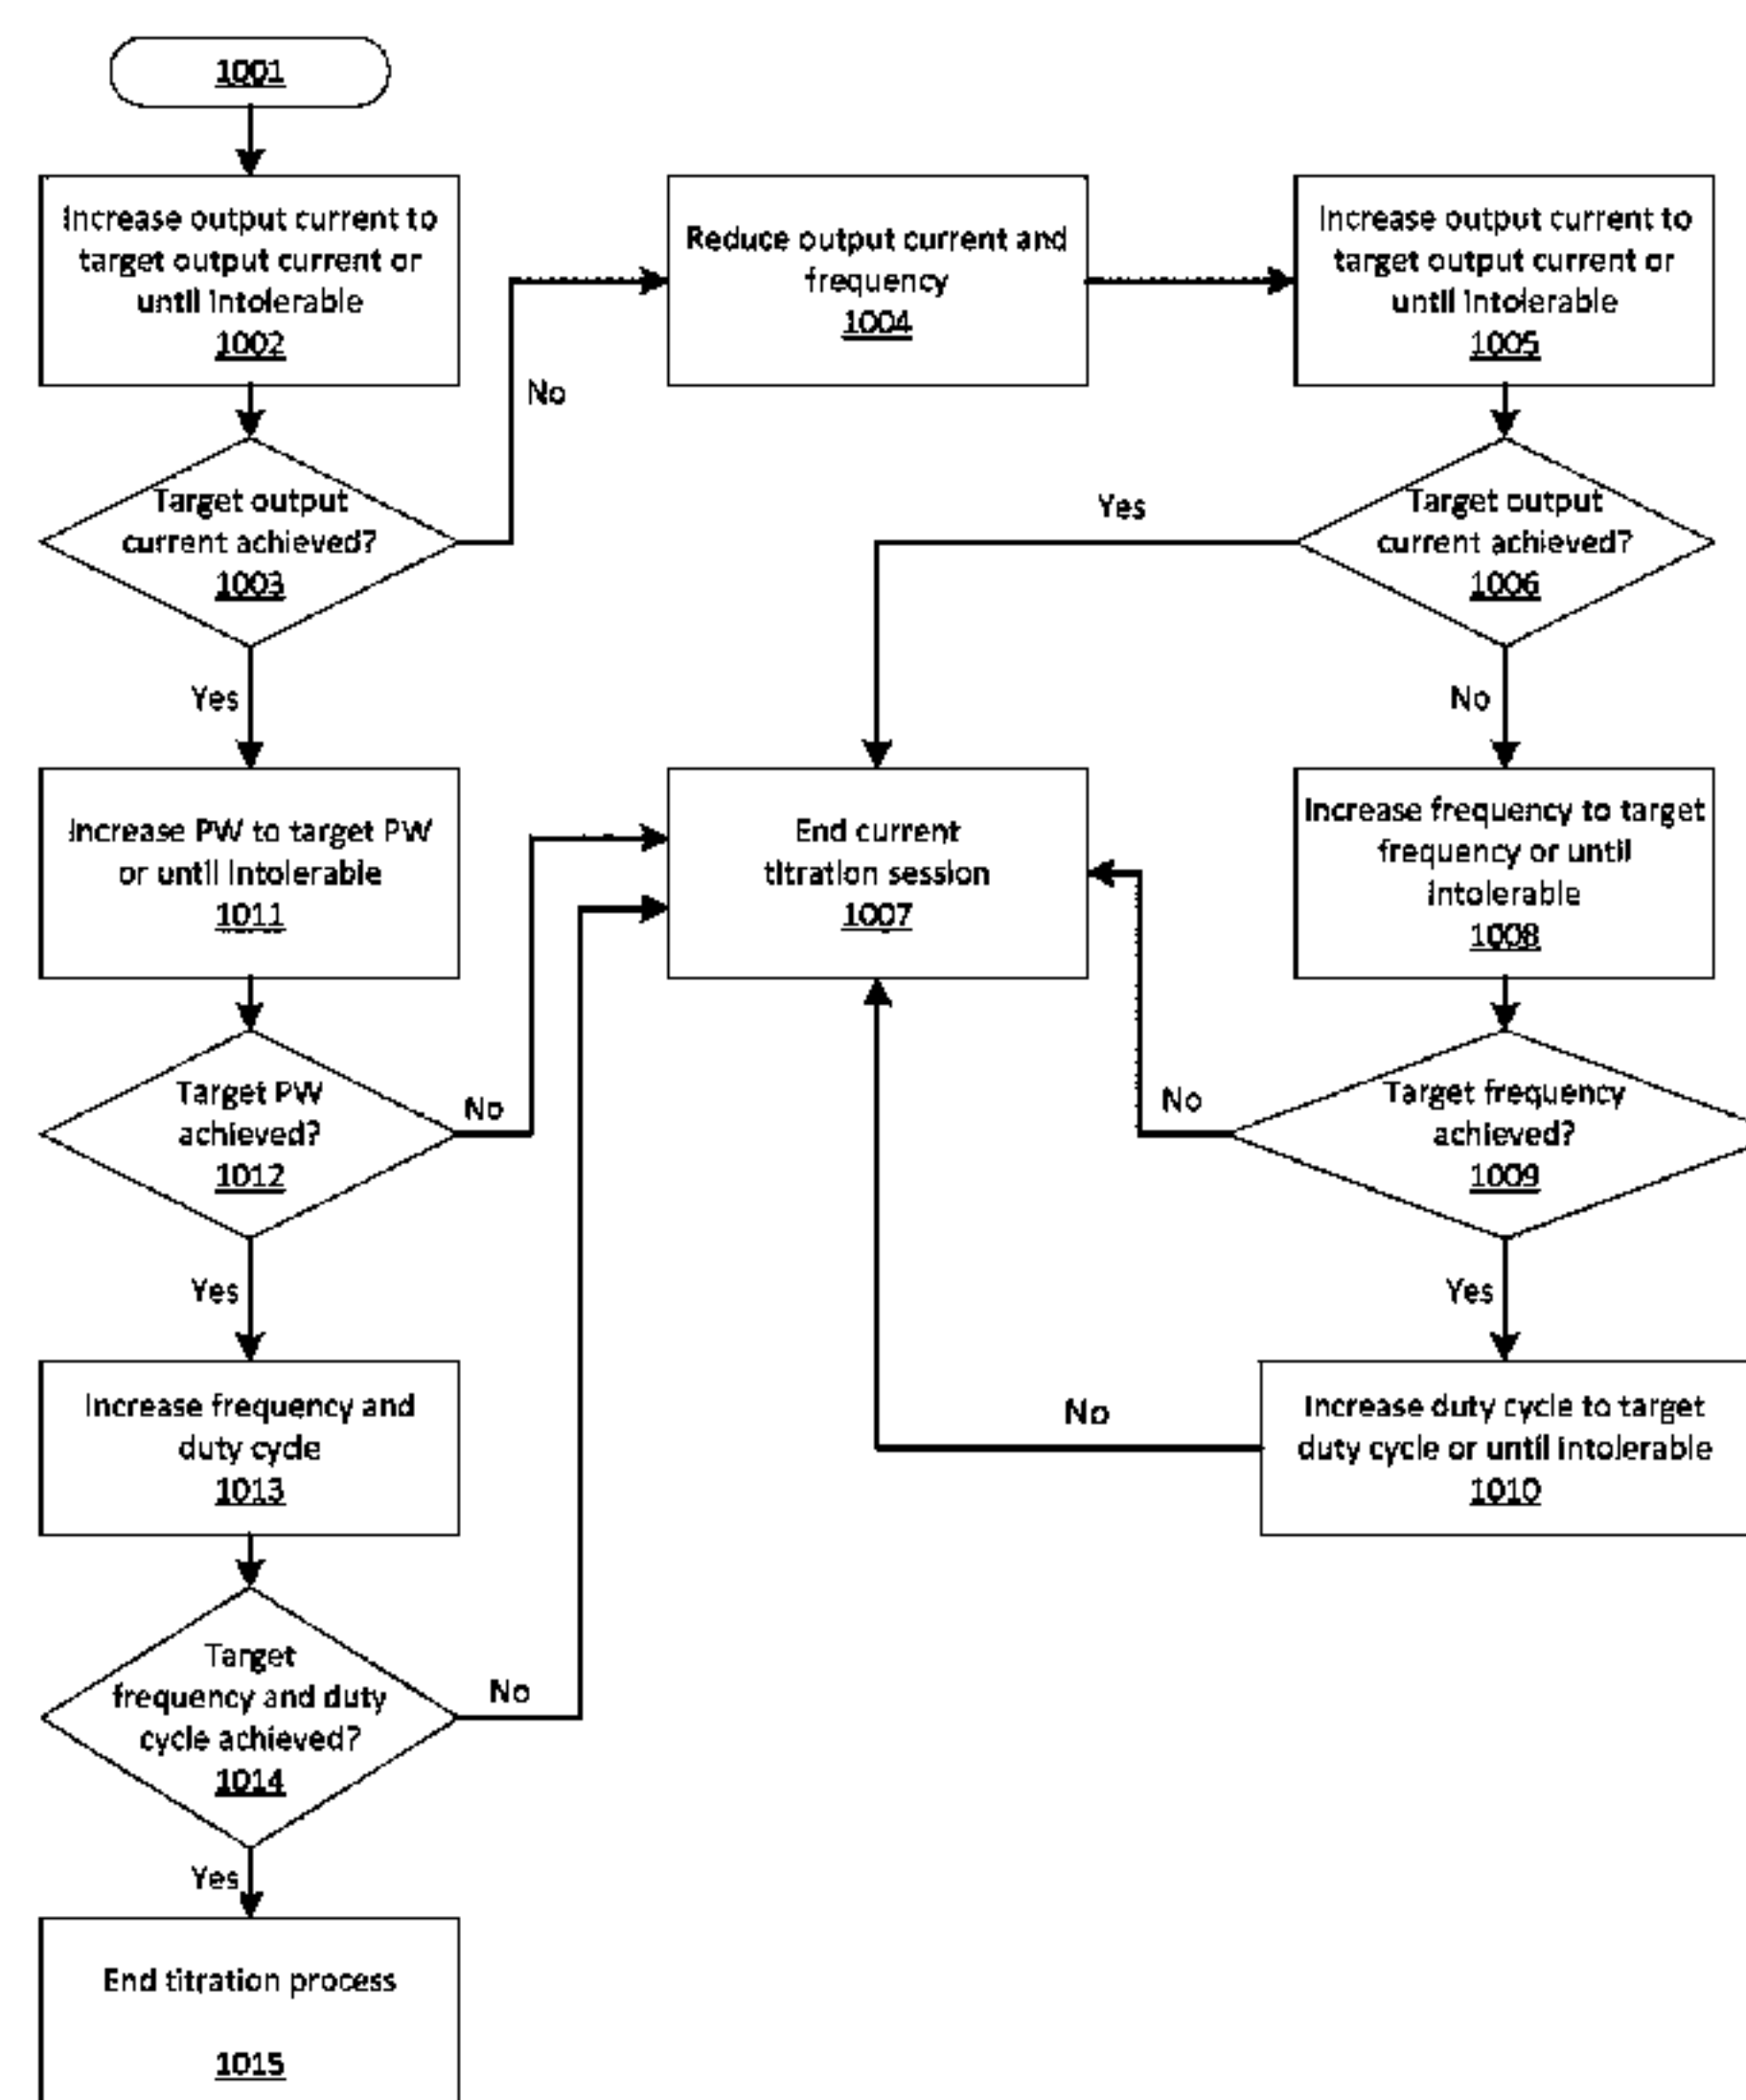 1001
Increase output current to
target output current or
until intolerable
1002
Reduce output current and
frequency
1004
Increase output current to
target output current or
until intolerable
1005
No
Target output
current achieved?
1003
Yes
Target output
current achieved?
1006
Yes
No
Increase PW to target PW
or until intolerable
1011
End current
titration session
1007
Increase frequency to target
frequency or until
intolerable
1008
Target PW
achieved?
1012
No
No
Target frequency
achieved?
1009
Yes
Yes
Increase frequency and
duty cycle
1013
No
Increase duty cycle to target
duty cycle or until intolerable
1010
Target
frequency and duty
cycle achieved?
1014
No
Yes
End titration process
1015